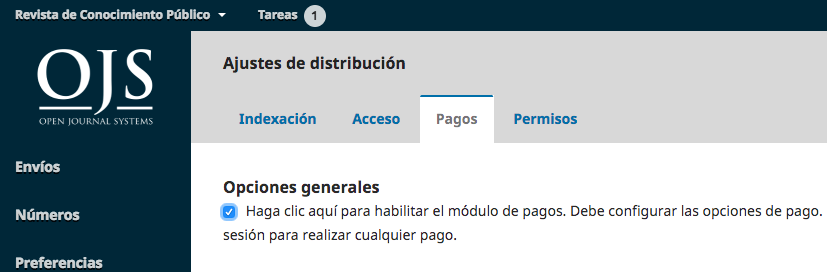 Revista de Conocimiento Público Tareas 1
OJS
OPEN JOURNAL SYSTEMS
Ajustes de distribución
Indexación Acceso Pagos Permisos
Envíos
Números
Preferencias
Opciones generales
Haga clic aquí para habilitar el módulo de pagos. Debe configurar las opciones de pago.
sesión para realizar cualquier pago.